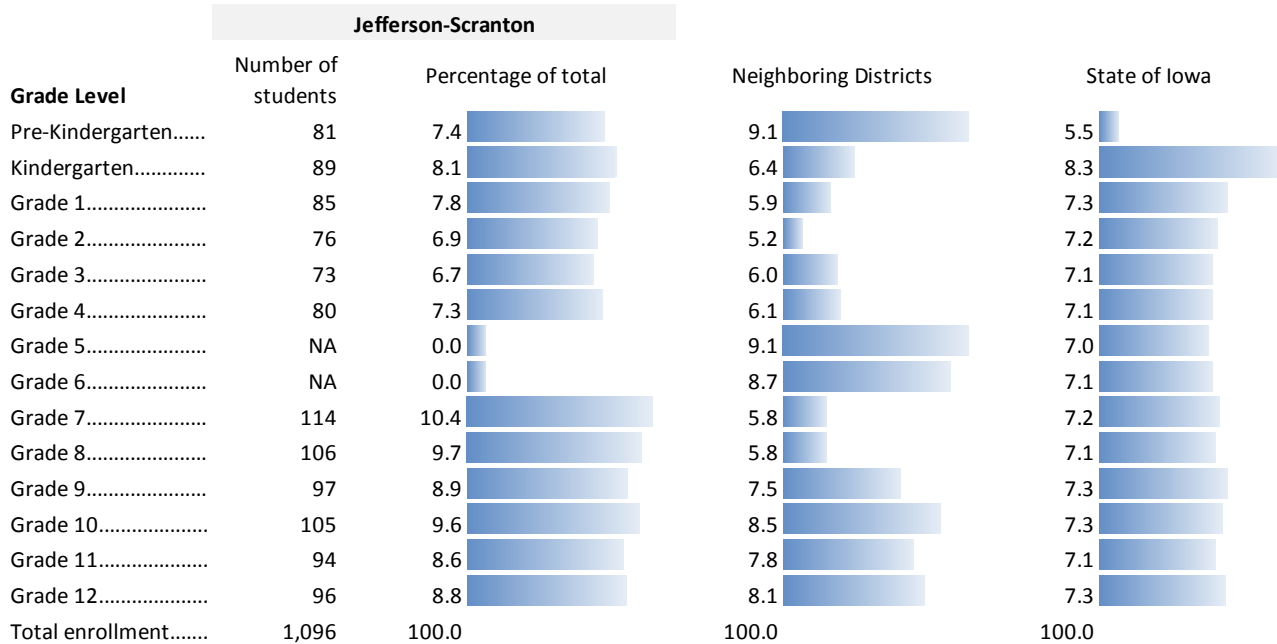 Jefferson-Scranton
Grade Level Number of students Percentage of total Neighboring Districts State of Iowa
Pre-Kindergarten...... 81 7.4 9.1 5.5
Kindergarten............. 89 8.1 6.4 8.3
Grade 1...................... 85 7.8 5.9 7.3
Grade 2...................... 76 6.9 5.2 7.2
Grade 3...................... 73 6.7 6.0 7.1
Grade 4...................... 80 7.3 6.1 7.1
Grade 5...................... NA 0.0 9.1 7.0
Grade 6...................... NA 0.0 8.7 7.1
Grade 7...................... 114 10.4 5.8 7.2
Grade 8...................... 106 9.7 5.8 7.1
Grade 9...................... 97 8.9 7.5 7.3
Grade 10.................... 105 9.6 8.5 7.3
Grade 11.................... 94 8.6 7.8 7.1
Grade 12.................... 96 8.8 8.1 7.3
Total enrollment....... 1,096 100.0 100.0 100.0